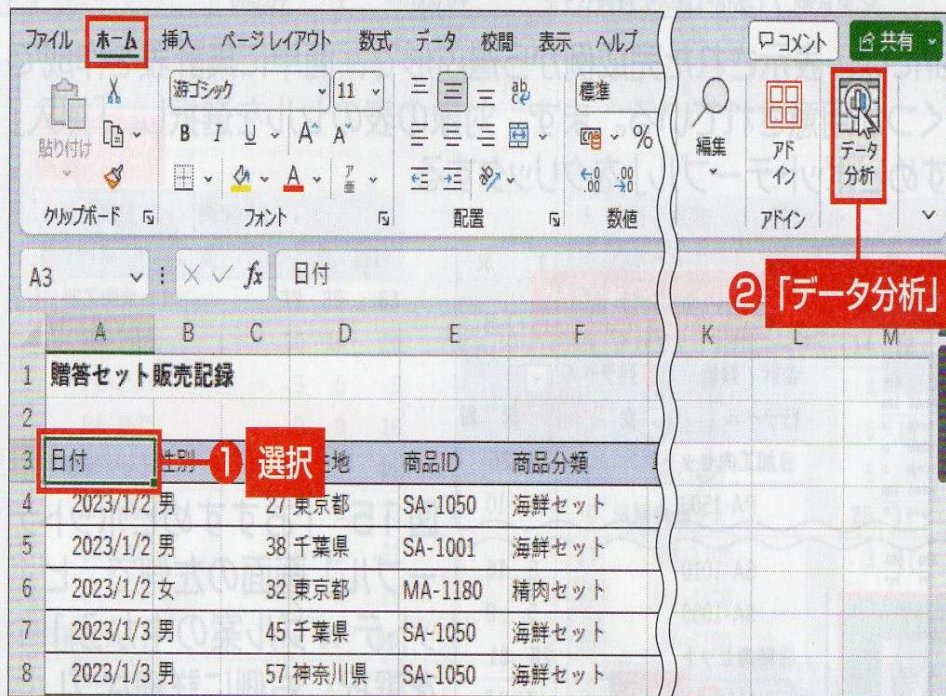 ファイル ホーム 挿入 ページ レイアウト 数式 データ 校閲 表示 ヘルプ コメント 共有
游ゴシック 11 標準
貼り付け B I U A A 編集 アドイン データ分析
クリップボード フォント 配置 数値 アドイン
A3 fx 日付
❷「データ分析」
A B C D E F K L M
1 贈答セット販売記録
2
3 日付 性別 ❶ 選択 在地 商品ID 商品分類
4 2023/1/2 男 27 東京都 SA-1050 海鮮セット
5 2023/1/2 男 38 千葉県 SA-1001 海鮮セット
6 2023/1/2 女 32 東京都 MA-1180 精肉セット
7 2023/1/3 男 45 千葉県 SA-1050 海鮮セット
8 2023/1/3 男 57 神奈川県 SA-1050 海鮮セット